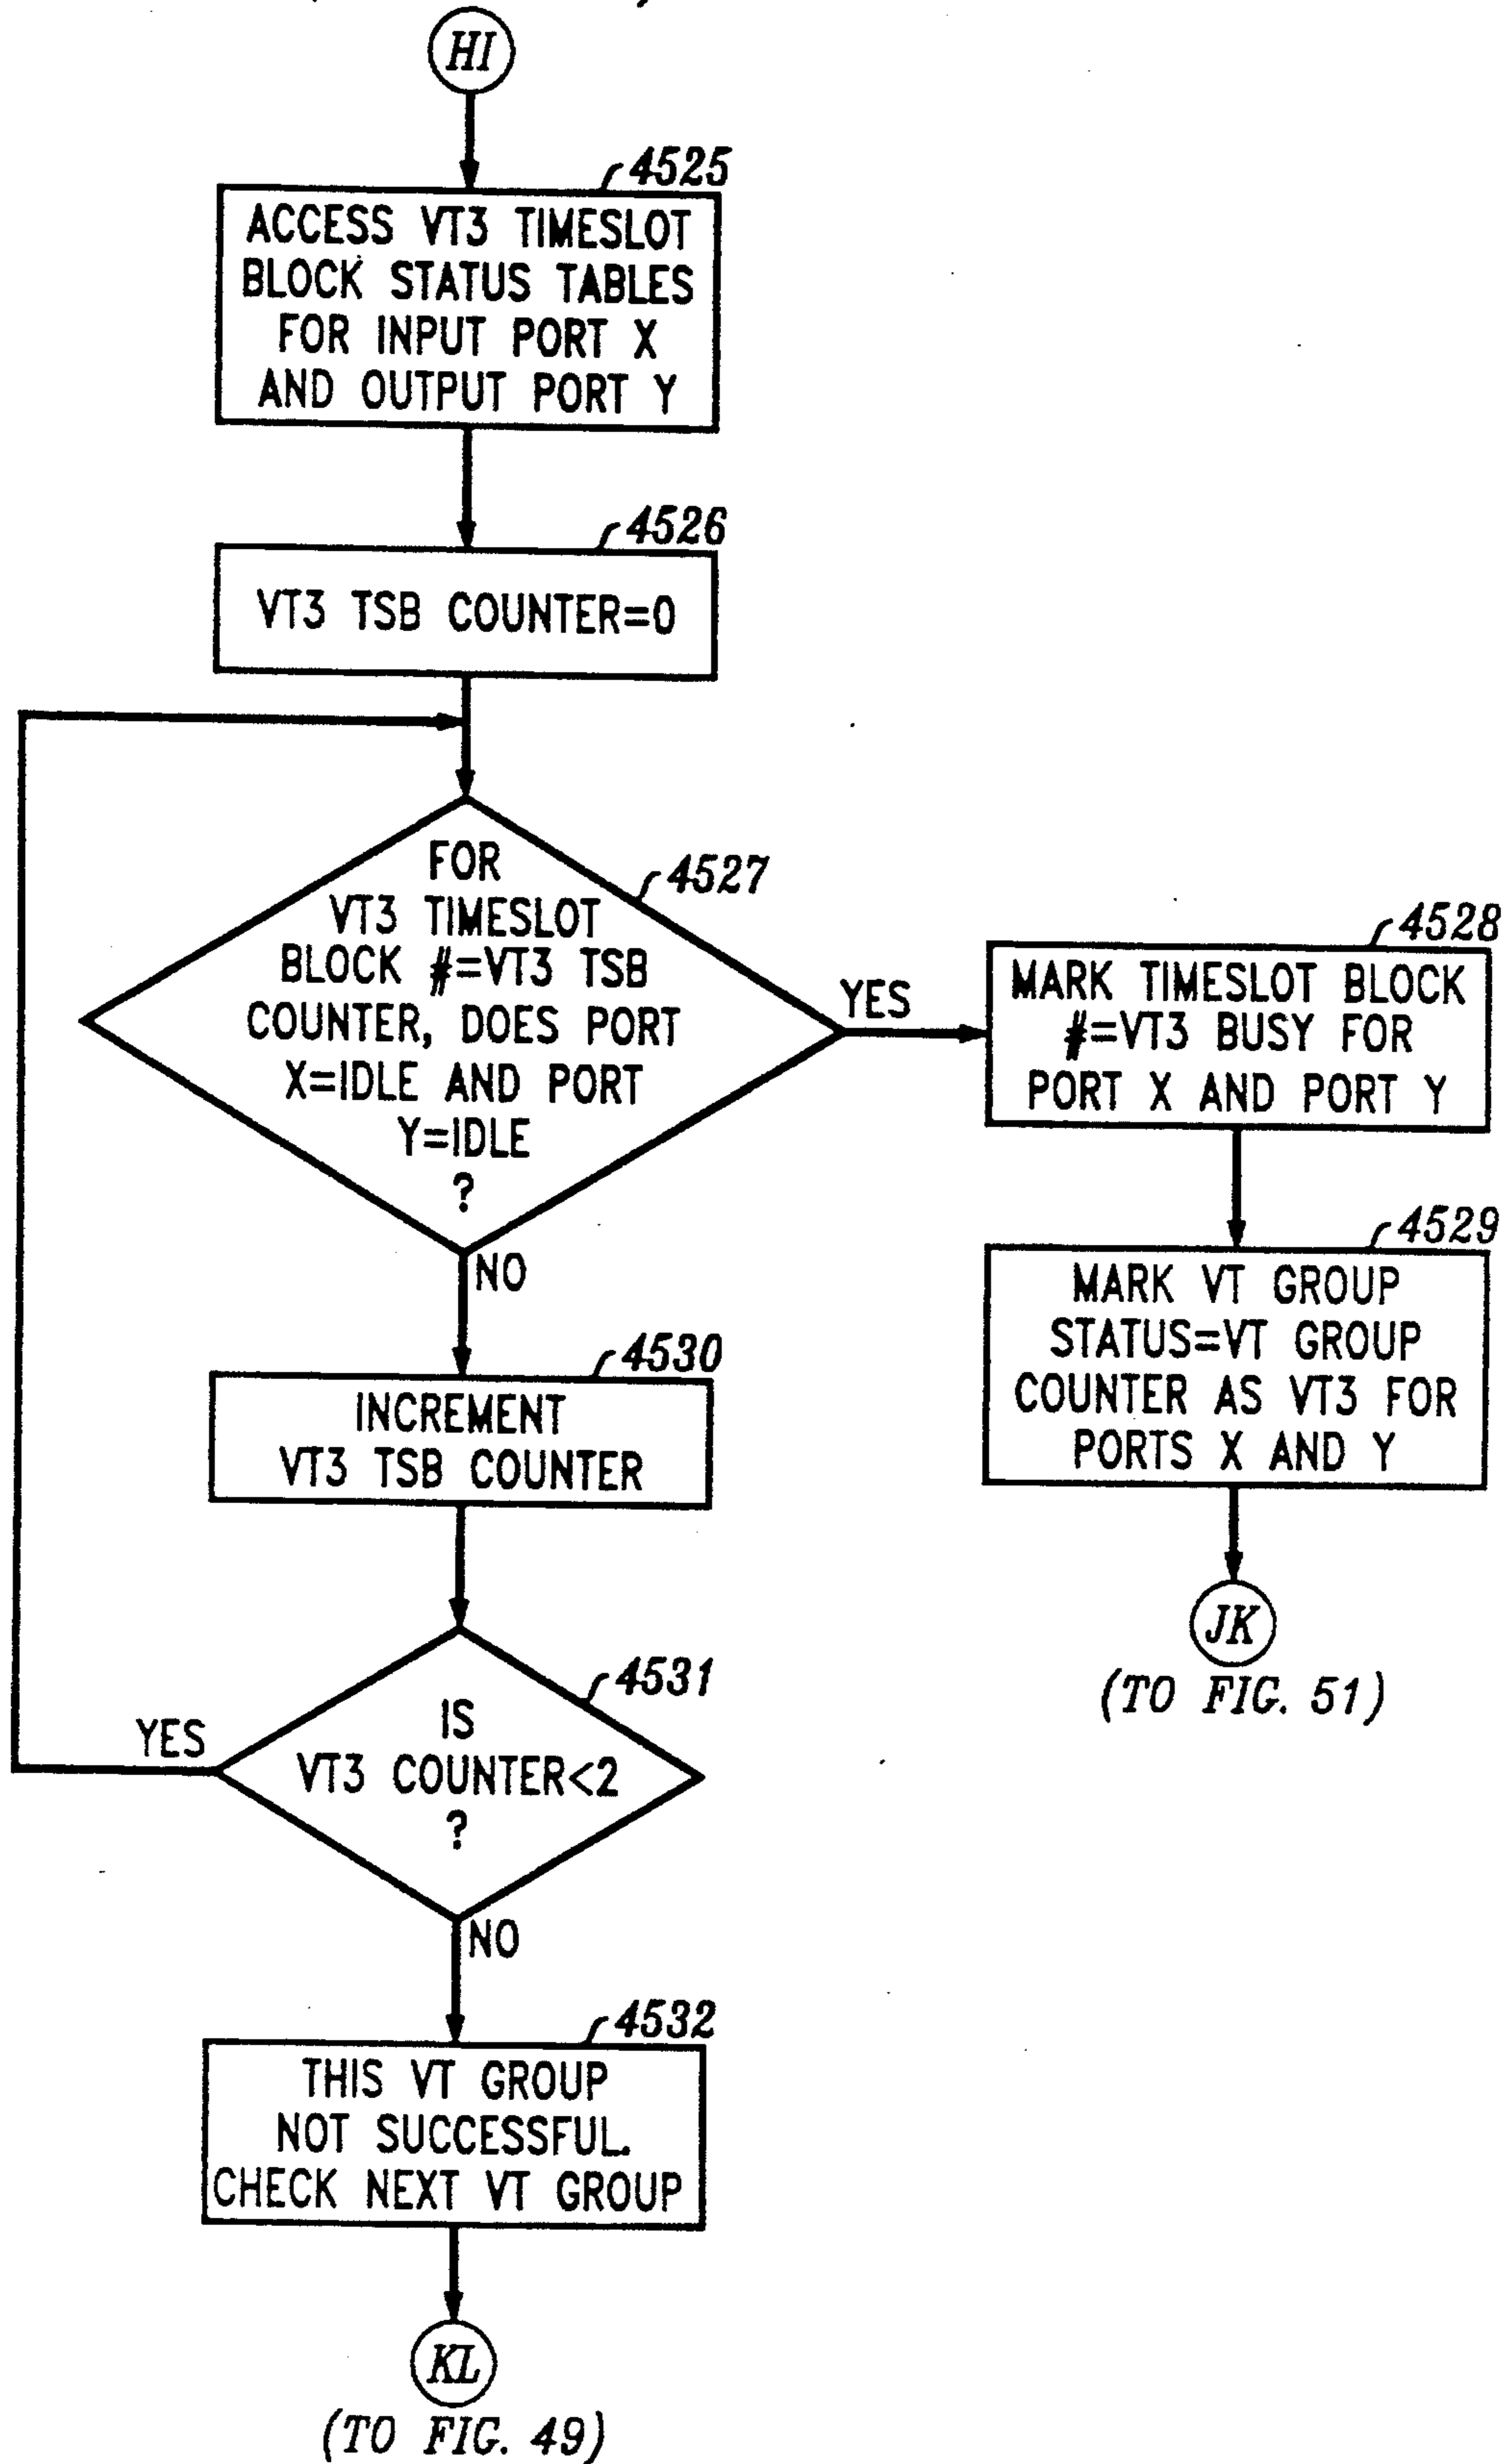 HI
4525
ACCESS VT3 TIMESLOT
BLOCK STATUS TABLES
FOR INPUT PORT X
AND OUTPUT PORT Y
4526
VT3 TSB COUNTER=0
4527
FOR
VT3 TIMESLOT
BLOCK #=VT3 TSB
COUNTER, DOES PORT
X=IDLE AND PORT
Y=IDLE
?
YES
NO
4528
MARK TIMESLOT BLOCK
#=VT3 BUSY FOR
PORT X AND PORT Y
4529
MARK VT GROUP
STATUS=VT GROUP
COUNTER AS VT3 FOR
PORTS X AND Y
JK
(TO FIG. 51)
4530
INCREMENT
VT3 TSB COUNTER
4531
IS
VT3 COUNTER<2
?
YES
NO
4532
THIS VT GROUP
NOT SUCCESSFUL.
CHECK NEXT VT GROUP
KL
(TO FIG. 49)